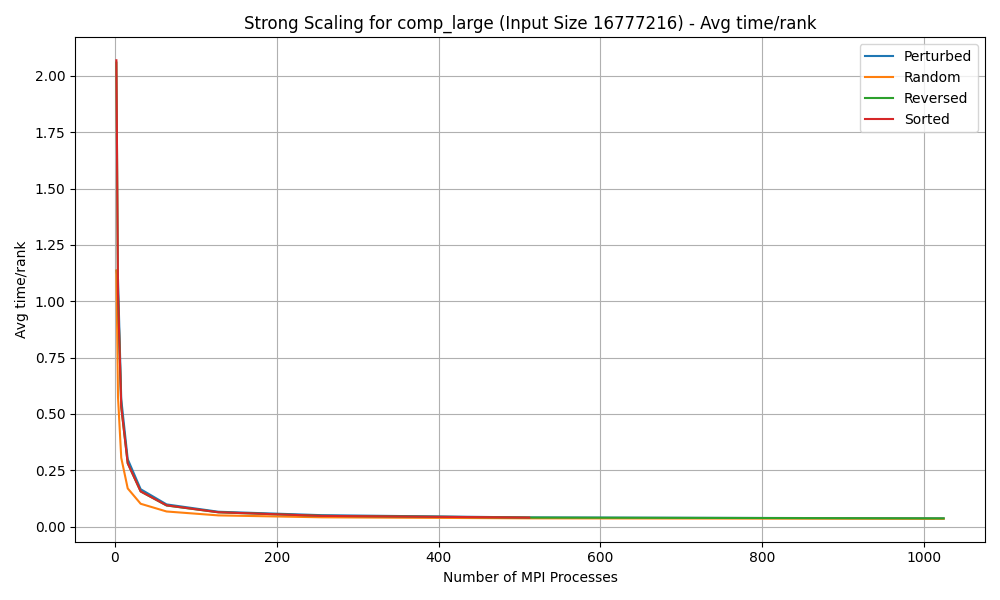 Strong Scaling for comp_large (Input Size 16777216) - Avg time/rank
Perturbed
Random
Reversed
Sorted
Avg time/rank
2.00
1.75
1.50
1.25
1.00
0.75
0.50
0.25
0.00
0 200 400 600 800 1000
Number of MPI Processes